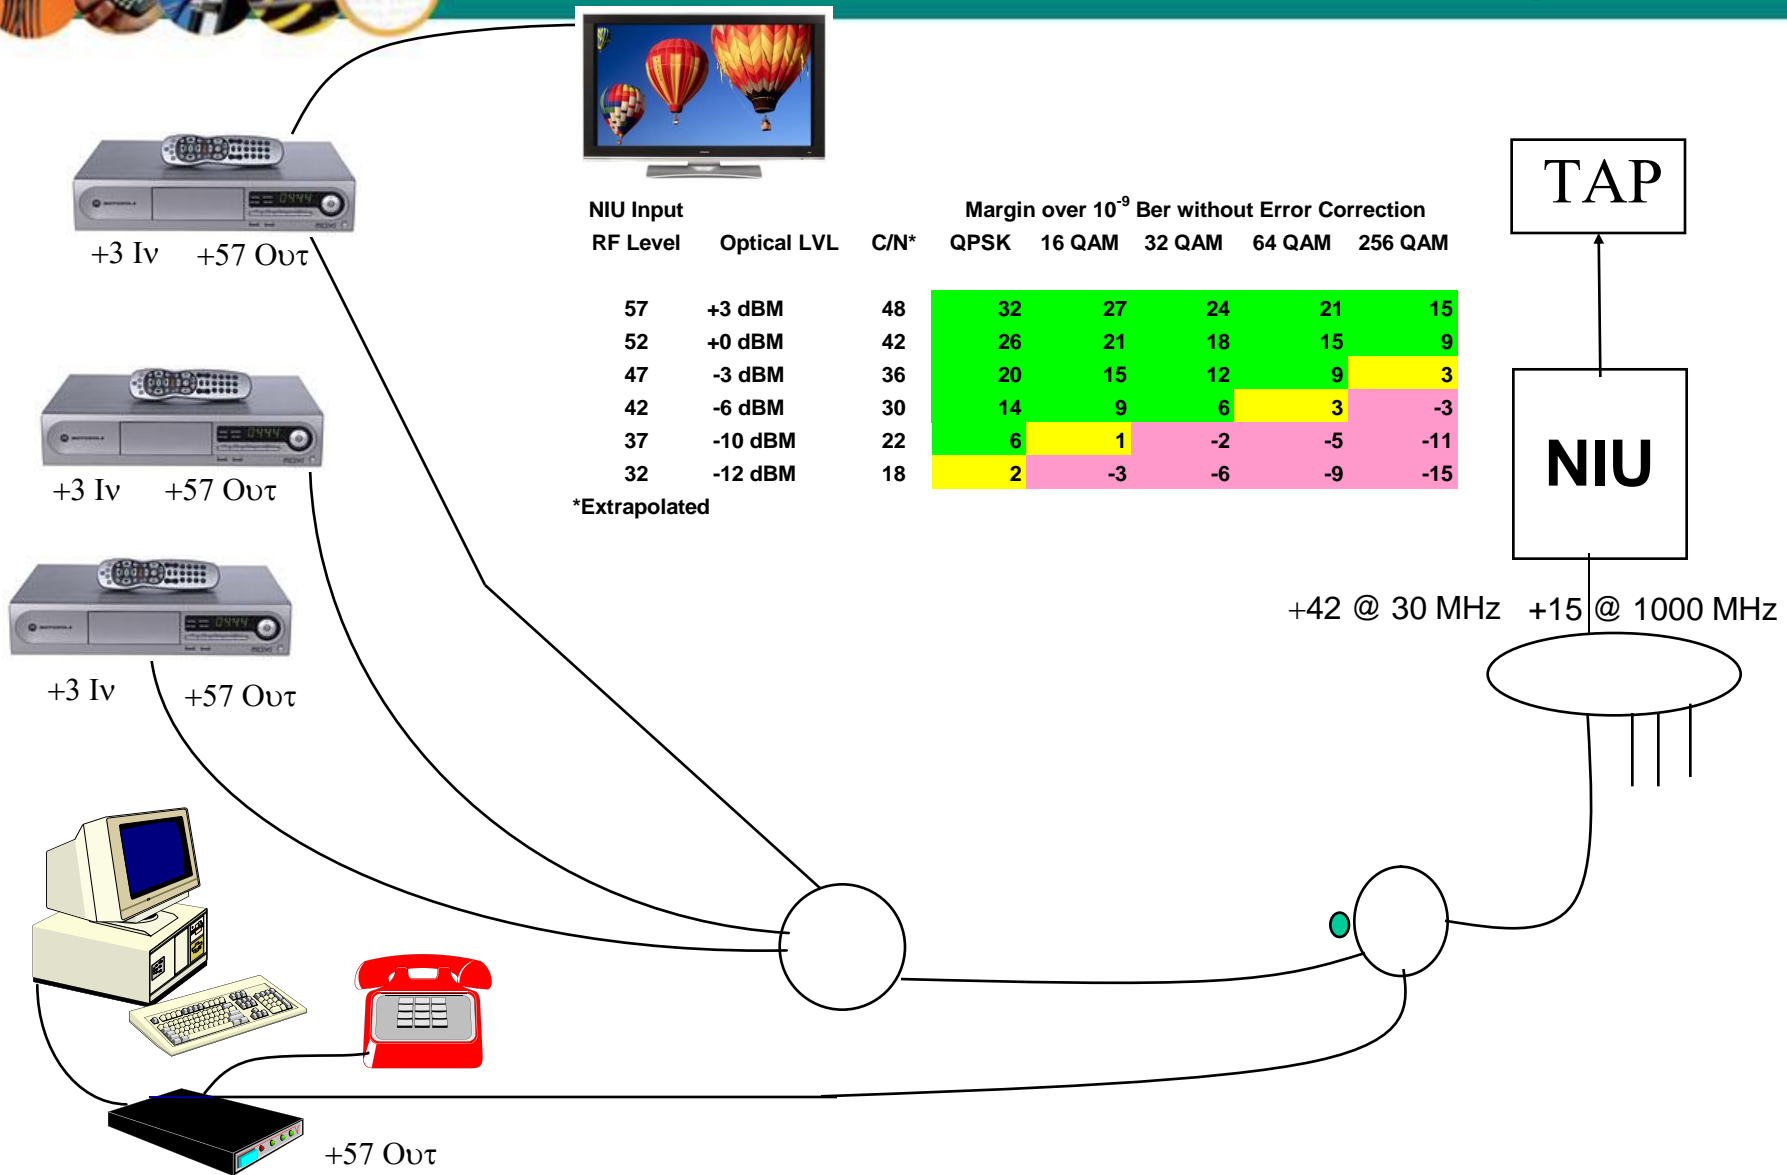 +3 Iν +57 Oυτ
NIU Input Margin over 10⁻⁹ Ber without Error Correction
RF Level Optical LVL C/N* QPSK 16 QAM 32 QAM 64 QAM 256 QAM
57 +3 dBM 48 32 27 24 21 15
52 +0 dBM 42 26 21 18 15 9
47 -3 dBM 36 20 15 12 9 3
42 -6 dBM 30 14 9 6 3 -3
37 -10 dBM 22 6 1 -2 -5 -11
32 -12 dBM 18 2 -3 -6 -9 -15
*Extrapolated
TAP
NIU
+42 @ 30 MHz +15 @ 1000 MHz
+3 Iν +57 Oυτ
+3 Iν +57 Oυτ
+57 Oυτ